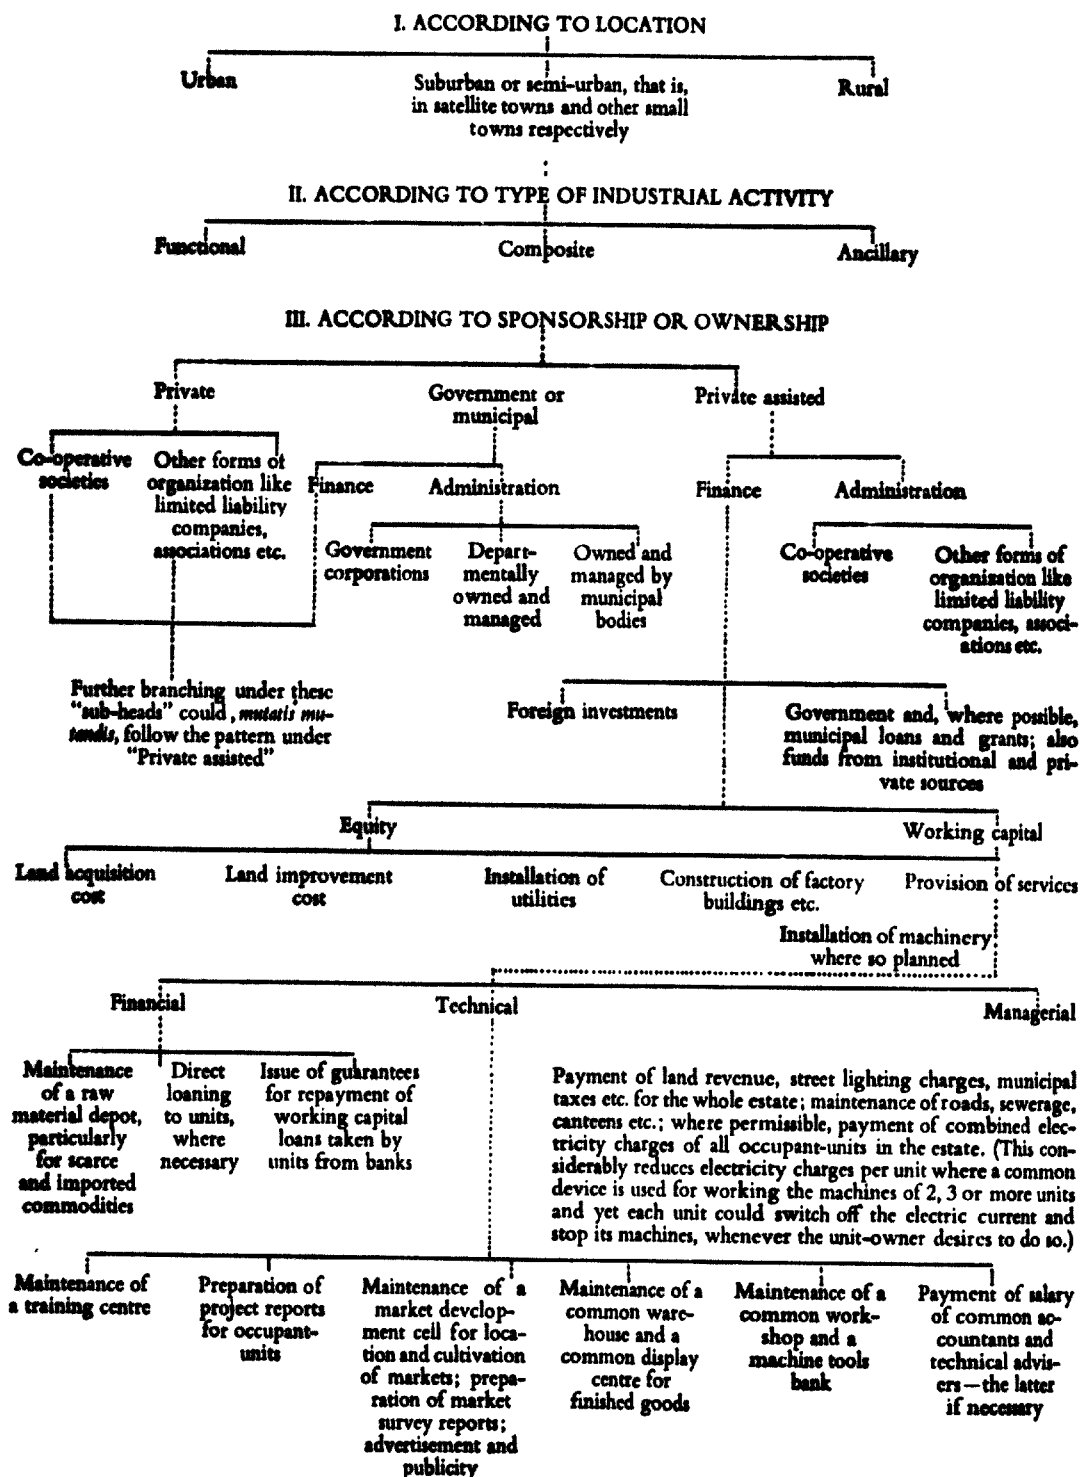 I. ACCORDING TO LOCATION
Urban
Suburban or semi-urban, that is,
in satellite towns and other small
towns respectively
Rural
II. ACCORDING TO TYPE OF INDUSTRIAL ACTIVITY
Functional
Composite
Ancillary
III. ACCORDING TO SPONSORSHIP OR OWNERSHIP
Private
Government or
municipal
Private assisted
Co-operative
societies
Other forms of
organization like
limited liability
companies,
associations etc.
Finance
Administration
Finance
Administration
Government
corporations
Depart-
mentally
owned and
managed
Owned and
managed by
municipal
bodies
Co-operative
societies
Other forms of
organization like
limited liability
companies, associ-
ations etc.
Further branching under these
"sub-heads" could, mutatis mu-
tandis, follow the pattern under
"Private assisted"
Foreign investments
Government and, where possible,
municipal loans and grants; also
funds from institutional and pri-
vate sources
Equity
Working capital
Land acquisition
cost
Land improvement
cost
Installation of
utilities
Construction of factory
buildings etc.
Provision of services
Installation of machinery
where so planned
Financial
Technical
Managerial
Maintenance
of a raw
material depot,
particularly
for scarce
and imported
commodities
Direct
loaning
to units,
where
necessary
Issue of guarantees
for repayment of
working capital
loans taken by
units from banks
Payment of land revenue, street lighting charges, municipal
taxes etc. for the whole estate; maintenance of roads, sewerage,
canteens etc.; where permissible, payment of combined elec-
tricity charges of all occupant-units in the estate. (This con-
siderably reduces electricity charges per unit where a common
device is used for working the machines of 2, 3 or more units
and yet each unit could switch off the electric current and
stop its machines, whenever the unit-owner desires to do so.)
Maintenance of
a training centre
Preparation of
project reports
for occupant-
units
Maintenance of a
market develop-
ment cell for loca-
tion and cultivation
of markets; prepa-
ration of market
survey reports;
advertisement and
publicity
Maintenance of a
common ware-
house and a
common display
centre for
finished goods
Maintenance of a
common work-
shop and a
machine tools
bank
Payment of salary
of common ac-
countants and
technical advis-
ers—the latter
if necessary